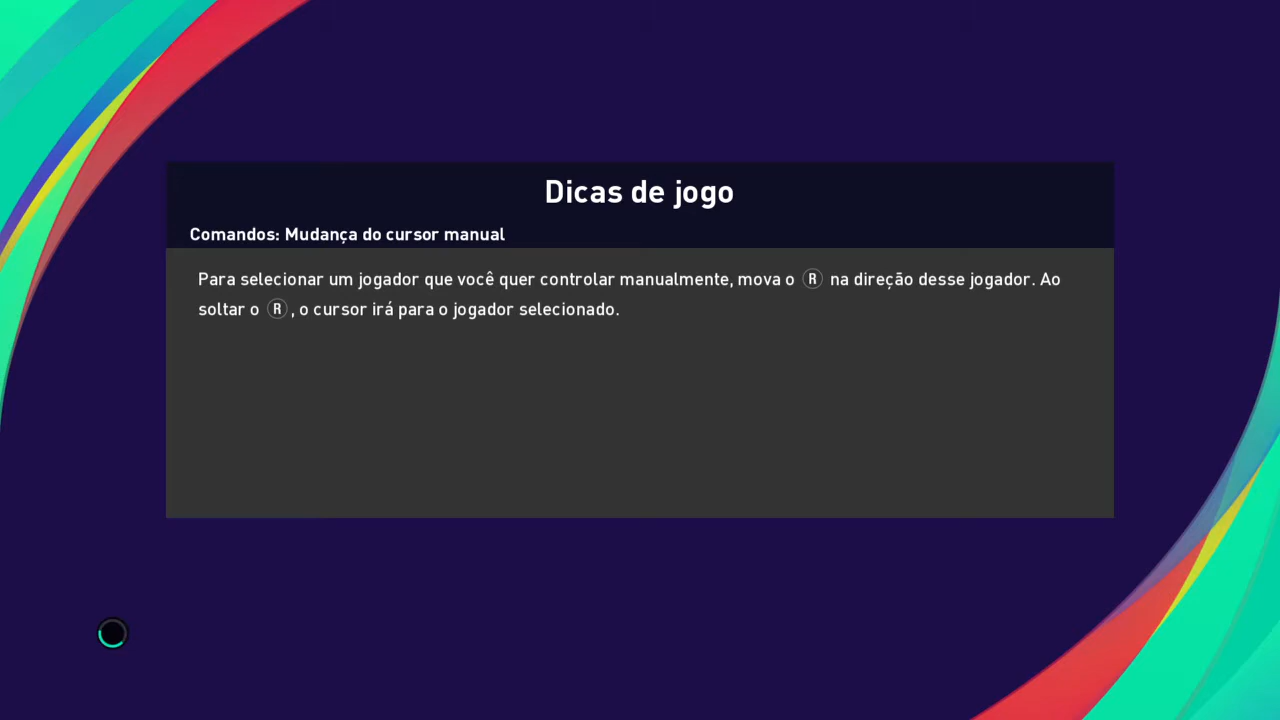 Dicas de jogo
Comandos: Mudança do cursor manual
Para selecionar um jogador que você quer controlar manualmente, mova o R na direção desse jogador. Ao
soltar o R, o cursor irá para o jogador selecionado.